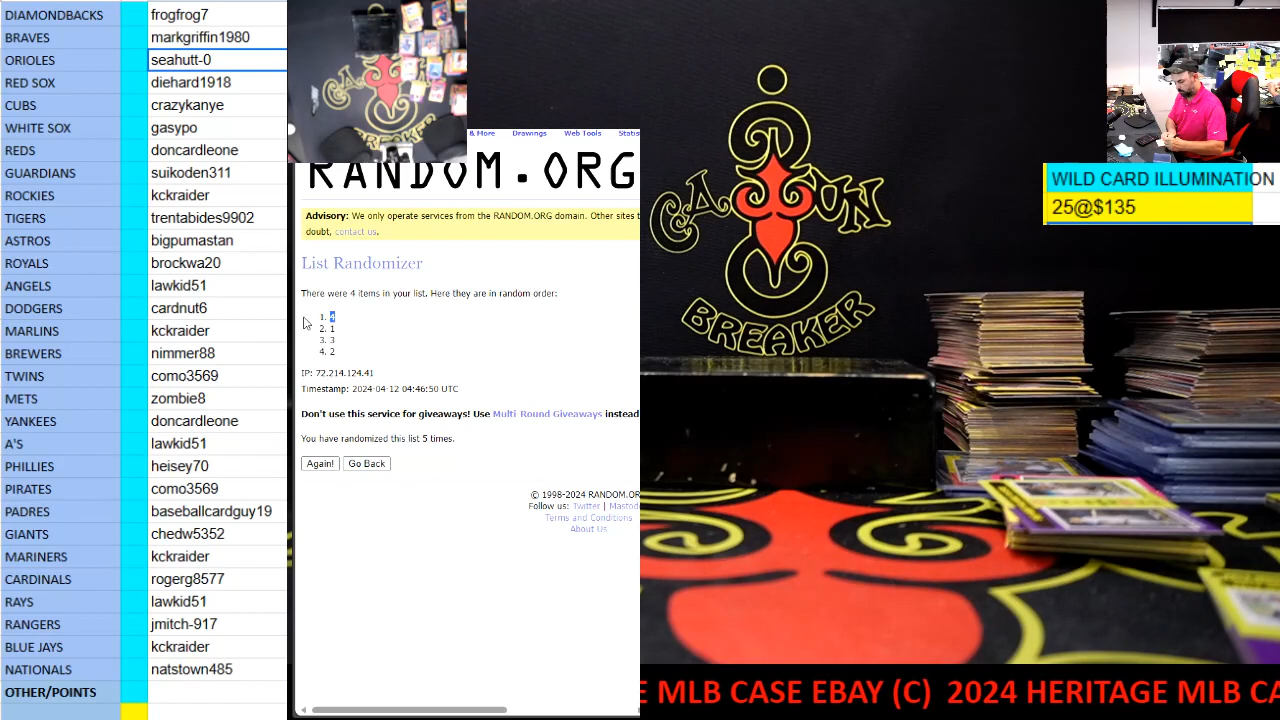 DIAMONDBACKS frogfrog7
BRAVES markgriffin1980
ORIOLES seahutt-0
RED SOX diehard1918
CUBS crazykanye
WHITE SOX gasypo
REDS doncardleone
GUARDIANS suikoden311
ROCKIES kckraider
TIGERS trentabides9902
ASTROS bigpumastan
ROYALS brockwa20
ANGELS lawkid51
DODGERS cardnut6
MARLINS kckraider
BREWERS nimmer88
TWINS como3569
METS zombie8
YANKEES doncardleone
A'S lawkid51
PHILLIES heisey70
PIRATES como3569
PADRES baseballcardguy19
GIANTS chedw5352
MARINERS kckraider
CARDINALS rogerg8577
RAYS lawkid51
RANGERS jmitch-917
BLUE JAYS kckraider
NATIONALS natstown485
OTHER/POINTS
& More Drawings Web Tools Statis
RANDOM.ORG
Advisory: We only operate services from the RANDOM.ORG domain. Other sites t
doubt, contact us.
List Randomizer
There were 4 items in your list. Here they are in random order:
1. 4
2. 1
3. 3
4. 2
IP: 72.214.124.41
Timestamp: 2024-04-12 04:46:50 UTC
Don't use this service for giveaways! Use Multi-Round Giveaways instead
You have randomized this list 5 times.
Again! Go Back
© 1998-2024 RANDOM.OR
Follow us: Twitter | Mastod
Terms and Conditions
About Us
CAJUN
BREAKER
WILD CARD ILLUMINATION
25@$135
E MLB CASE EBAY (C) 2024 HERITAGE MLB CA